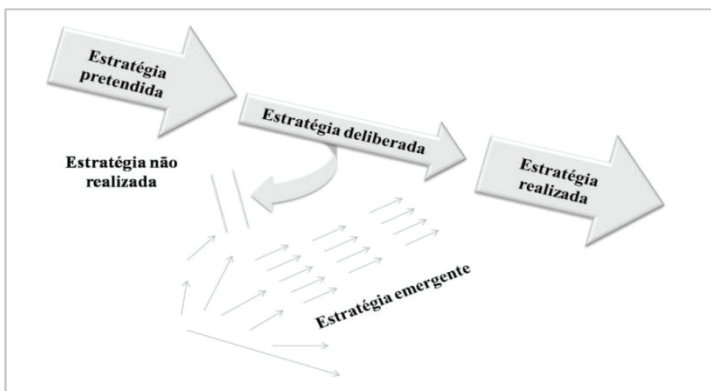 Estratégia
pretendida
Estratégia deliberada
Estratégia não
realizada
Estratégia
realizada
Estratégia emergente